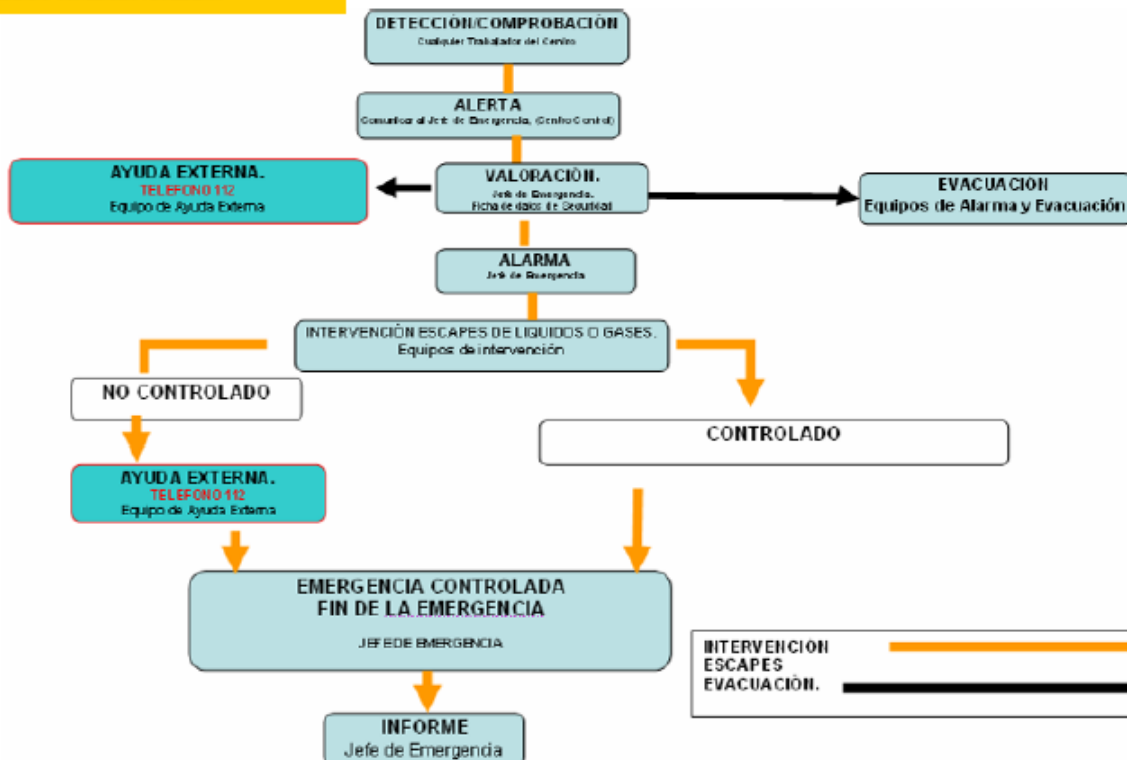 DETECCIÓN/COMPROBACIÓN
Cualquier Trabajador del Centro
ALERTA
Comunicar al Jefe de Emergencia, (Centro Control)
AYUDA EXTERNA.
TELEFONO 112
Equipo de Ayuda Externa
VALORACIÓN.
Jefe de Emergencia.
Ficha de datos de Seguridad
EVACUACION
Equipos de Alarma y Evacuación
ALARMA
Jefe de Emergencia
INTERVENCIÓN ESCAPES DE LIQUIDOS O GASES.
Equipos de intervención
NO CONTROLADO
CONTROLADO
AYUDA EXTERNA.
TELEFONO 112
Equipo de Ayuda Externa
EMERGENCIA CONTROLADA
FIN DE LA EMERGENCIA
JEFE DE EMERGENCIA
INTERVENCION
ESCAPES
EVACUACIÓN.
INFORME
Jefe de Emergencia